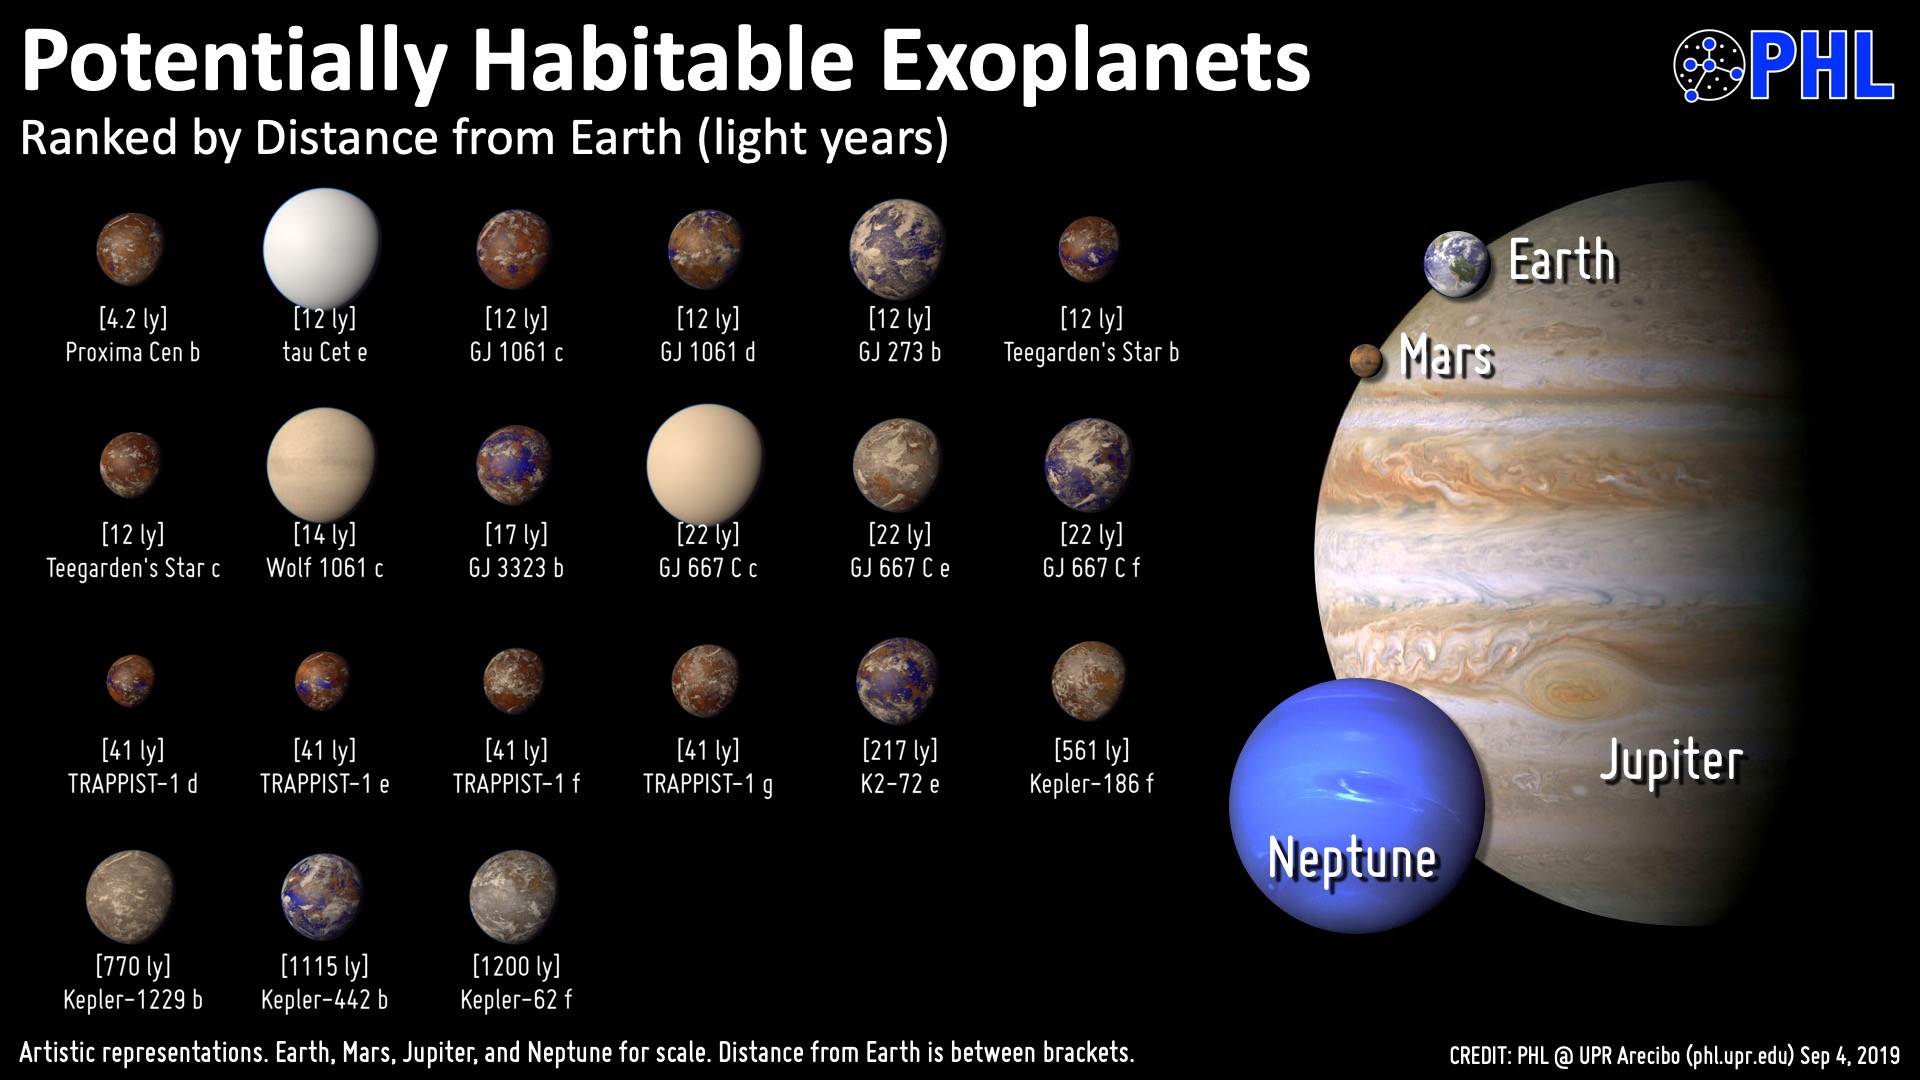 Potentially Habitable Exoplanets
PHL
Ranked by Distance from Earth (light years)
[4.2 ly]
Proxima Cen b
[12 ly]
tau Cet e
[12 ly]
GJ 1061 c
[12 ly]
GJ 1061 d
[12 ly]
GJ 273 b
[12 ly]
Teegarden's Star b
[12 ly]
Teegarden's Star c
[14 ly]
Wolf 1061 c
[17 ly]
GJ 3323 b
[22 ly]
GJ 667 C c
[22 ly]
GJ 667 C e
[22 ly]
GJ 667 C f
[41 ly]
TRAPPIST-1 d
[41 ly]
TRAPPIST-1 e
[41 ly]
TRAPPIST-1 f
[41 ly]
TRAPPIST-1 g
[217 ly]
K2-72 e
[561 ly]
Kepler-186 f
[770 ly]
Kepler-1229 b
[1115 ly]
Kepler-442 b
[1200 ly]
Kepler-62 f
Earth
Mars
Jupiter
Neptune
Artistic representations. Earth, Mars, Jupiter, and Neptune for scale. Distance from Earth is between brackets.
CREDIT: PHL @ UPR Arecibo (phl.upr.edu) Sep 4, 2019